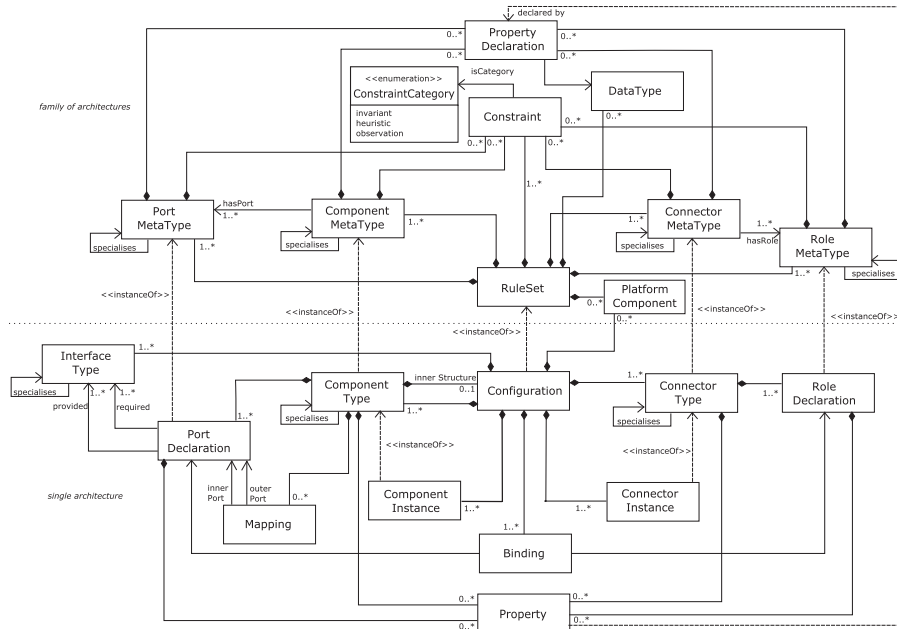 declared by
Property
Declaration
0..*
0..*
0..*
0..*
isCategory
<<enumeration>>
ConstraintCategory
invariant
heuristic
observation
DataType
0..*
family of architectures
Constraint
0..*
0..*
0..*
0..*
1..*
Port
MetaType
hasPort
1..*
Component
MetaType
1..*
Connector
MetaType
1..*
1..*
hasRole
Role
MetaType
specialises
1..*
specialises
specialises
1..*
specialises
RuleSet
0..*
Platform
Component
0..*
<<instanceOf>>
<<instanceOf>>
<<instanceOf>>
<<instanceOf>>
<<instanceOf>>
Interface
Type
1..*
specialises
provided
1..*
1..*
required
Component
Type
inner Structure
0..1
1..*
specialises
Configuration
1..*
Connector
Type
specialises
1..*
Role
Declaration
1..*
Port
Declaration
<<instanceOf>>
<<instanceOf>>
single architecture
inner
Port
outer
Port
0..*
Mapping
Component
Instance
1..*
1..*
Connector
Instance
1..*
Binding
0..*
0..*
Property
0..*
0..*